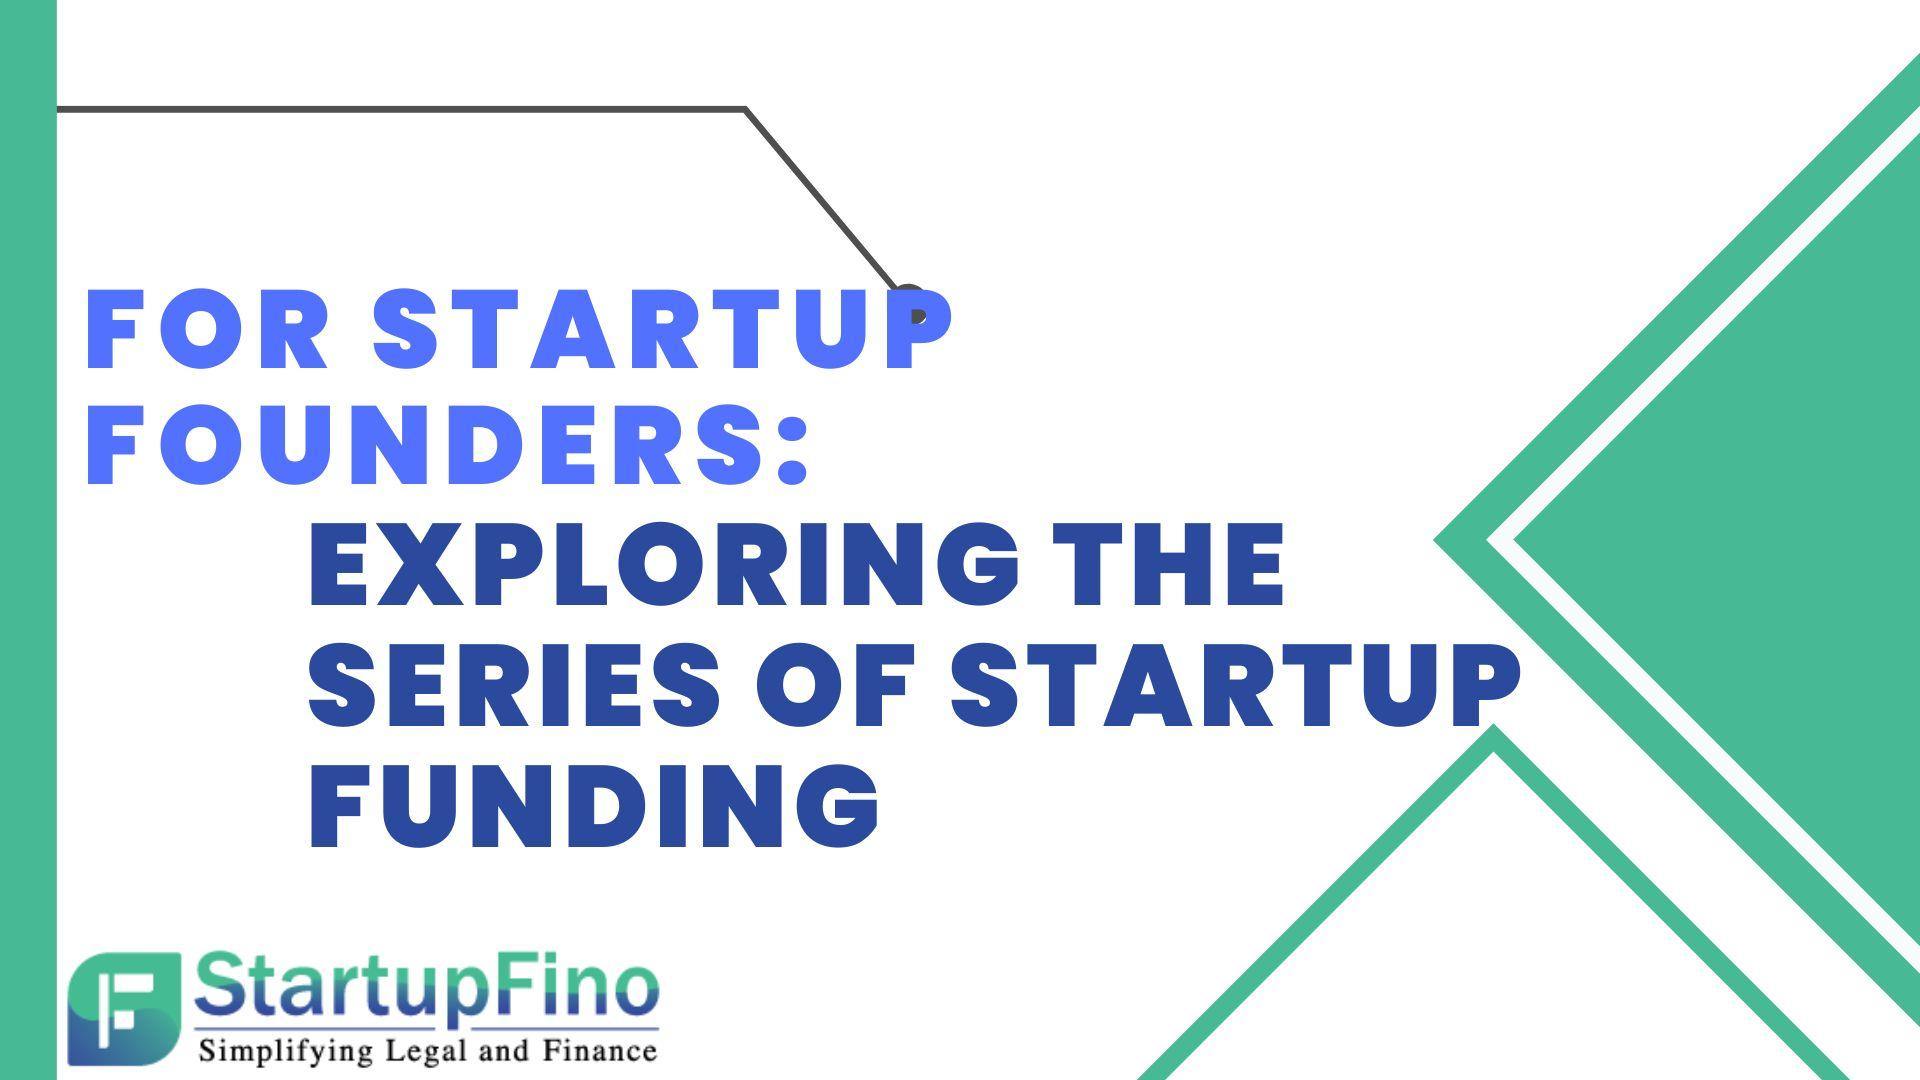 FOR STARTUP
FOUNDERS:
EXPLORING THE
SERIES OF STARTUP
FUNDING
StartupFino
Simplifying Legal and Finance